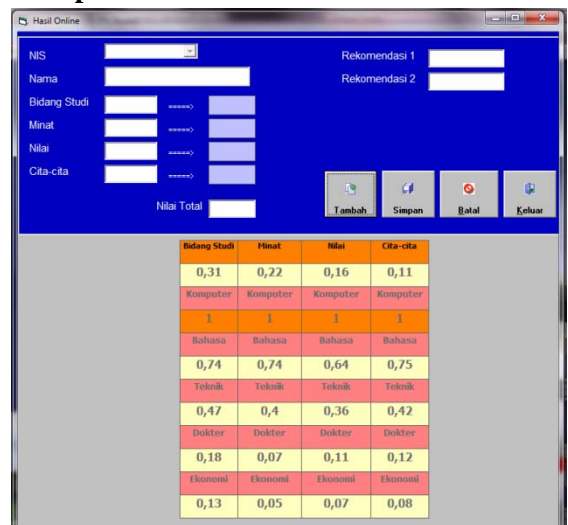 Hasil Online
NIS
Rekomendasi 1
Nama
Rekomendasi 2
Bidang Studi =====>
Minat =====>
Nilai =====>
Cita-cita =====>
Nilai Total
Tambah Simpan Batal Keluar
Bidang Studi Minat Nilai Cita-cita
0,31 0,22 0,16 0,11
Komputer Komputer Komputer Komputer
1 1 1 1
Bahasa Bahasa Bahasa Bahasa
0,74 0,74 0,64 0,75
Teknik Teknik Teknik Teknik
0,47 0,4 0,36 0,42
Dokter Dokter Dokter Dokter
0,18 0,07 0,11 0,12
Ekonomi Ekonomi Ekonomi Ekonomi
0,13 0,05 0,07 0,08